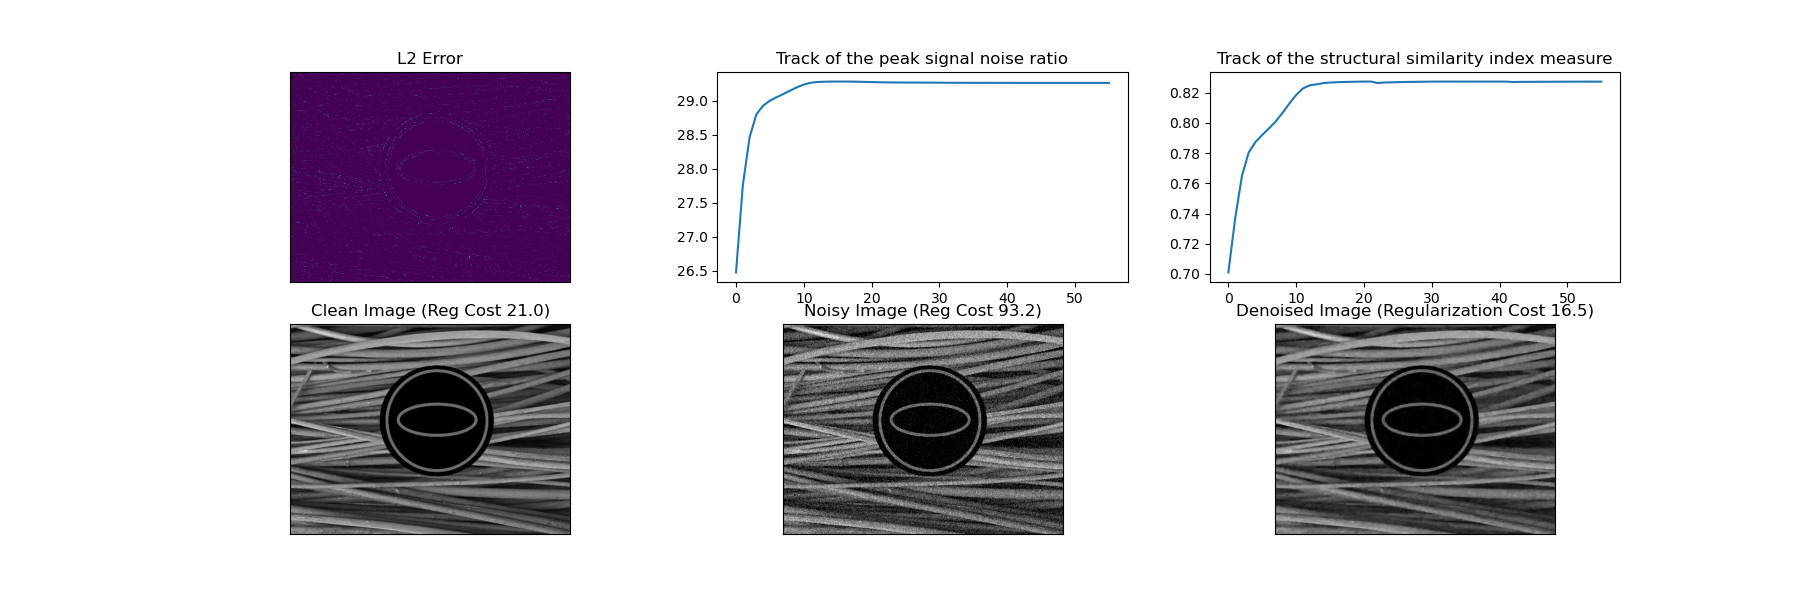 L2 Error
Track of the peak signal noise ratio
29.0
28.5
28.0
27.5
27.0
26.5
0 10 20 30 40 50
Track of the structural similarity index measure
0.82
0.80
0.78
0.76
0.74
0.72
0.70
0 10 20 30 40 50
Clean Image (Reg Cost 21.0)
Noisy Image (Reg Cost 93.2)
Denoised Image (Regularization Cost 16.5)